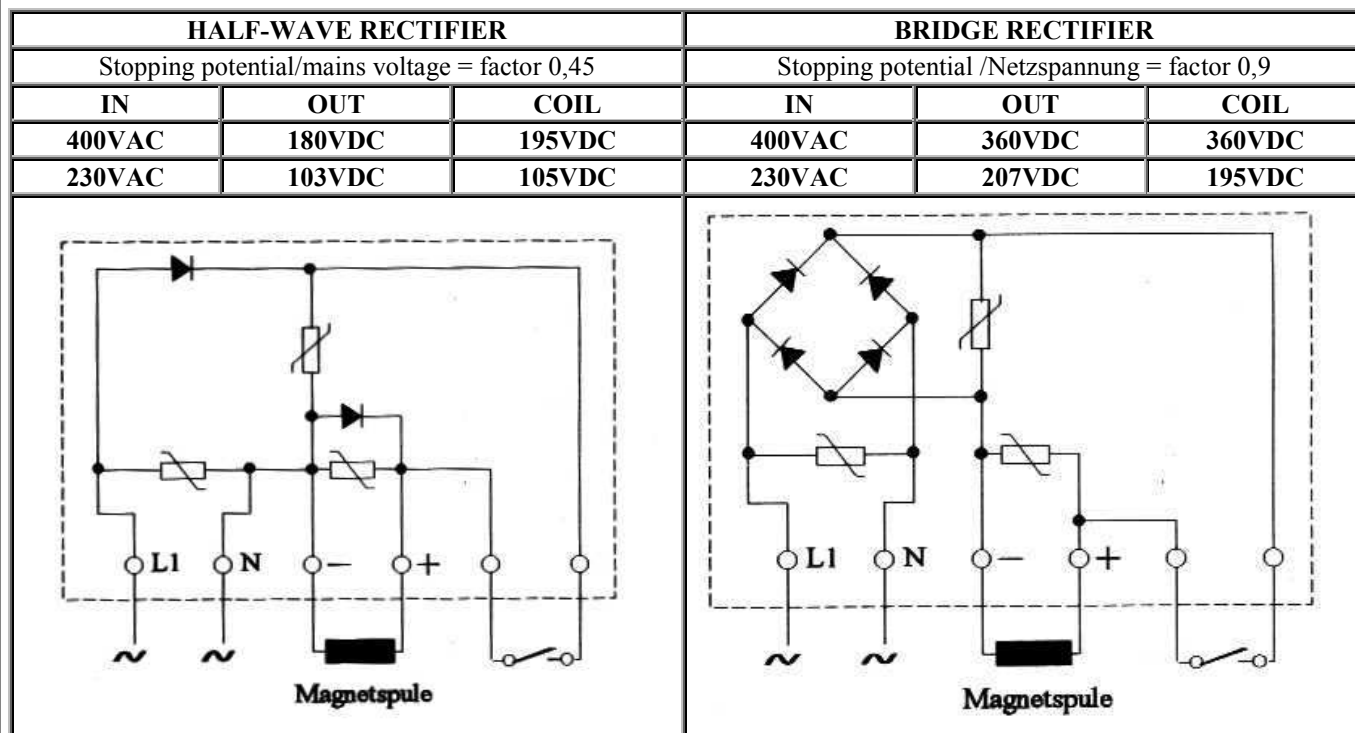 HALF-WAVE RECTIFIER
Stopping potential/mains voltage = factor 0,45
IN OUT COIL
400VAC 180VDC 195VDC
230VAC 103VDC 105VDC
L1 N − +
~ ~
Magnetspule
BRIDGE RECTIFIER
Stopping potential /Netzspannung = factor 0,9
IN OUT COIL
400VAC 360VDC 360VDC
230VAC 207VDC 195VDC
L1 N − +
~ ~
Magnetspule